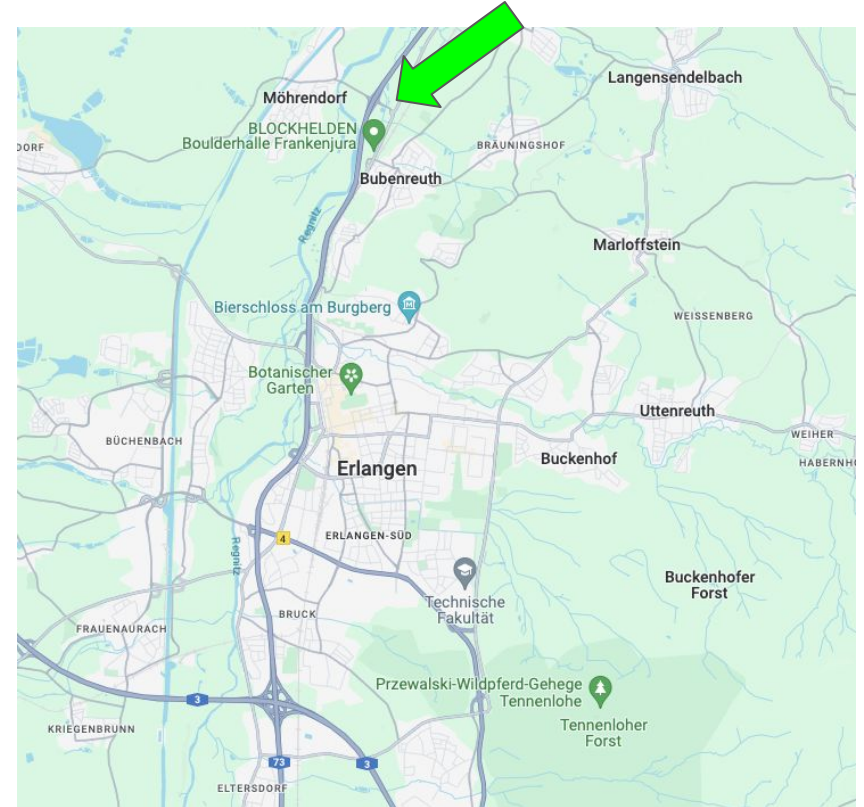 Langensendelbach
Möhrendorf
BLOCKHELDEN
Boulderhalle Frankenjura
BRÄUNINGSHOF
DORF
Bubenreuth
Regnitz
Marloffstein
Bierschloss am Burgberg
WEISSENBERG
Botanischer
Garten
Uttenreuth
BÜCHENBACH
WEIHER
Erlangen
Buckenhof
HABERNH
4
ERLANGEN-SÜD
Regnitz
Buckenhofer
Forst
Technische
Fakultät
BRUCK
FRAUENAURACH
Przewalski-Wildpferd-Gehege
Tennenlohe
3
Tennenloher
Forst
KRIEGENBRUNN
73
3
ELTERSDORF